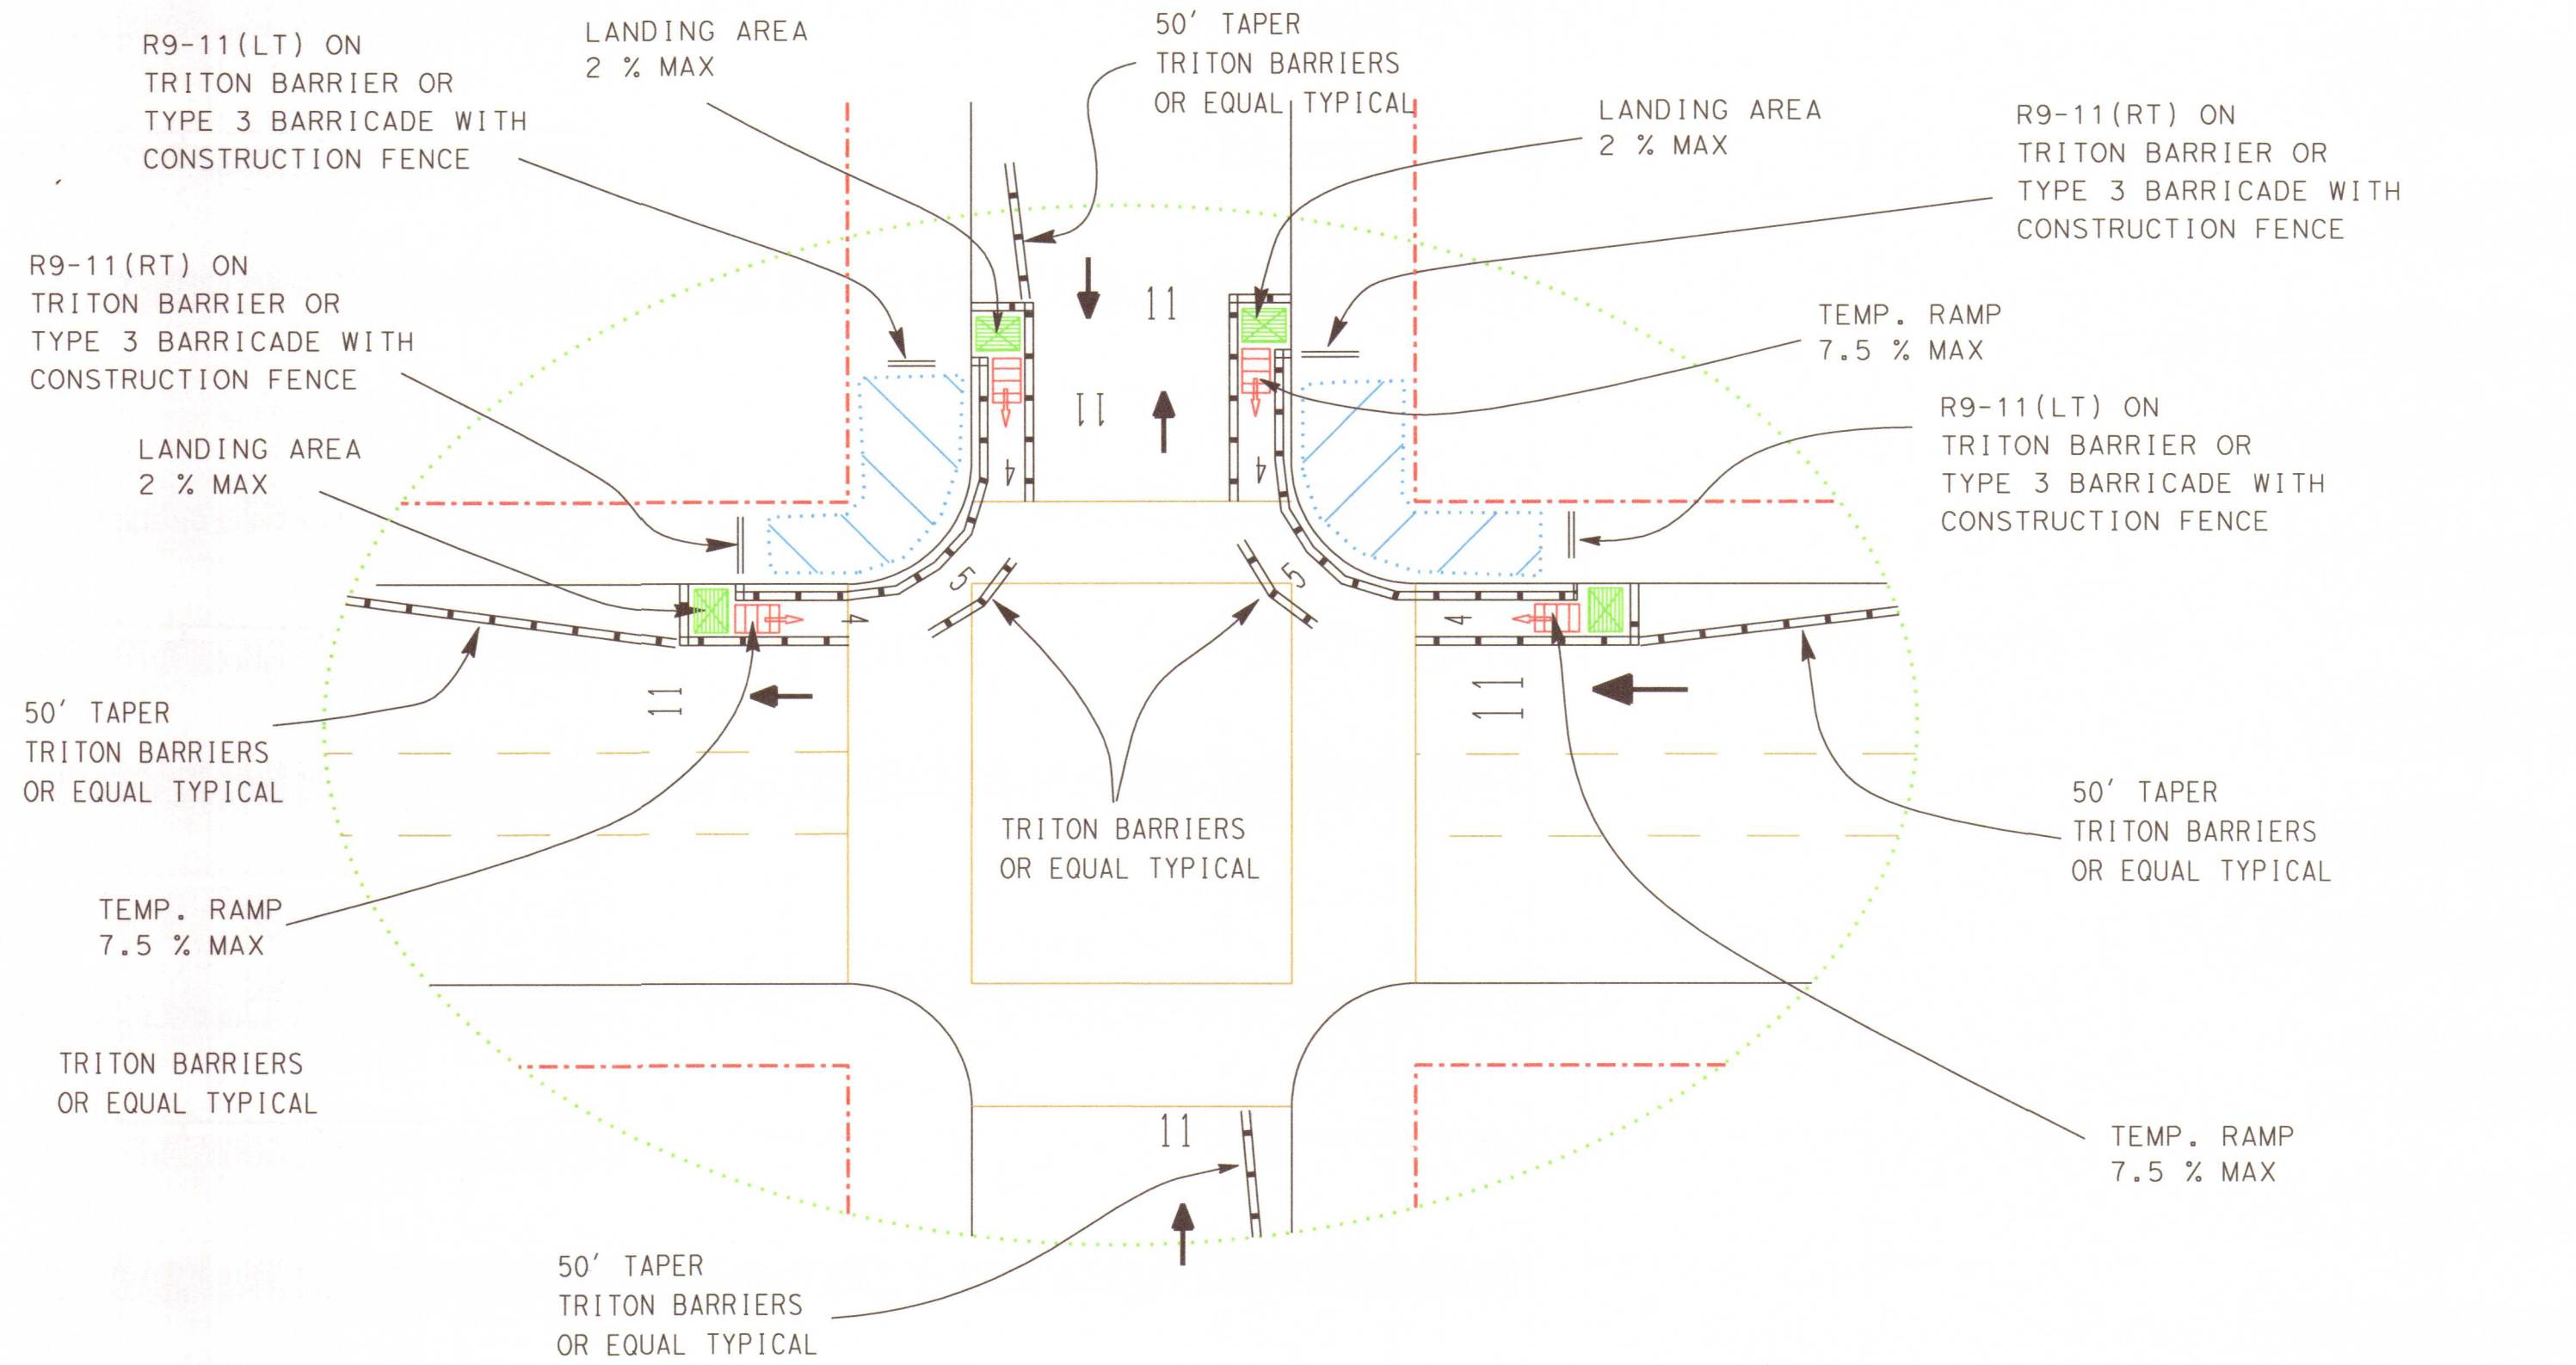 R9-11(LT) ON
TRITON BARRIER OR
TYPE 3 BARRICADE WITH
CONSTRUCTION FENCE
LANDING AREA
2 % MAX
50' TAPER
TRITON BARRIERS
OR EQUAL TYPICAL
LANDING AREA
2 % MAX
R9-11(RT) ON
TRITON BARRIER OR
TYPE 3 BARRICADE WITH
CONSTRUCTION FENCE
R9-11(RT) ON
TRITON BARRIER OR
TYPE 3 BARRICADE WITH
CONSTRUCTION FENCE
11
TEMP. RAMP
7.5 % MAX
11
R9-11(LT) ON
TRITON BARRIER OR
TYPE 3 BARRICADE WITH
CONSTRUCTION FENCE
LANDING AREA
2 % MAX
4
4
5
5
4
4
11
11
50' TAPER
TRITON BARRIERS
OR EQUAL TYPICAL
TRITON BARRIERS
OR EQUAL TYPICAL
50' TAPER
TRITON BARRIERS
OR EQUAL TYPICAL
TEMP. RAMP
7.5 % MAX
TRITON BARRIERS
OR EQUAL TYPICAL
11
TEMP. RAMP
7.5 % MAX
50' TAPER
TRITON BARRIERS
OR EQUAL TYPICAL